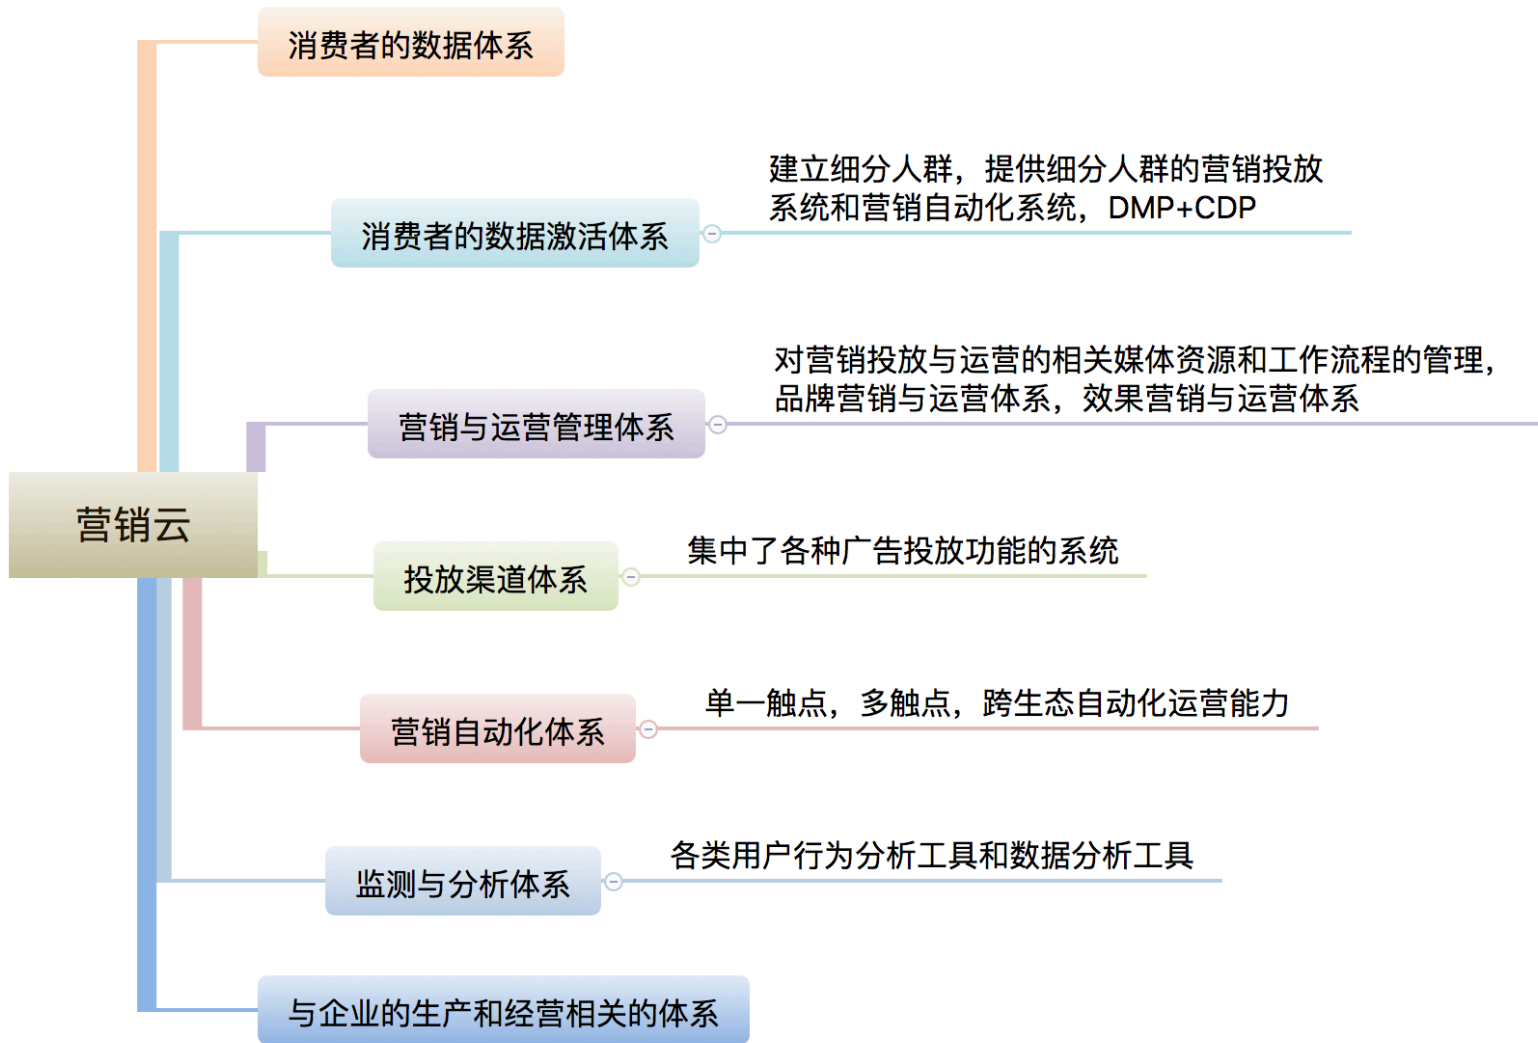 消费者的数据体系
建立细分人群，提供细分人群的营销投放
系统和营销自动化系统，DMP+CDP
消费者的数据激活体系
对营销投放与运营的相关媒体资源和工作流程的管理，
品牌营销与运营体系，效果营销与运营体系
营销与运营管理体系
营销云
集中了各种广告投放功能的系统
投放渠道体系
单一触点，多触点，跨生态自动化运营能力
营销自动化体系
各类用户行为分析工具和数据分析工具
监测与分析体系
与企业的生产和经营相关的体系